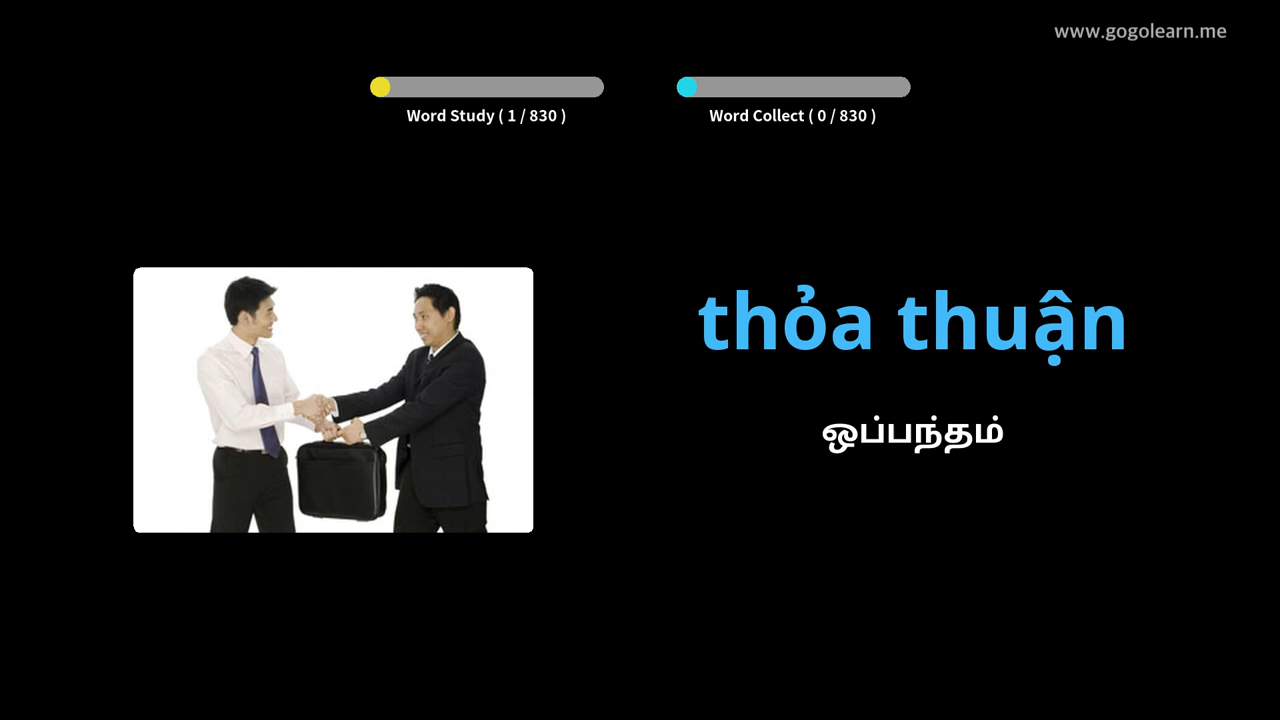 www.gogolearn.me
Word Study ( 1 / 830 )
Word Collect ( 0 / 830 )
thỏa thuận
ஒப்பந்தம்